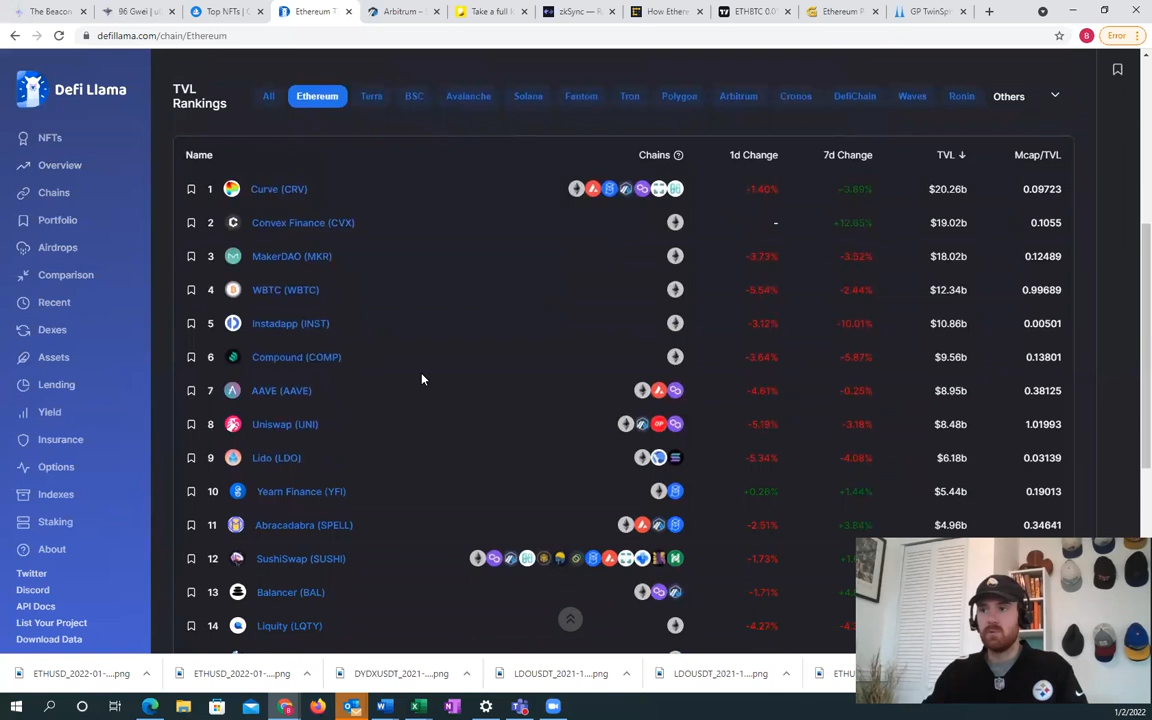 The Beacon
96 Gwei | u
Top NFTs | C
Ethereum T
Arbitrum –
Take a full l
zkSync — R
How Ethere
ETHBTC 0.0
Ethereum P
GP TwinSp
defillama.com/chain/Ethereum
B
Error
Defi Llama
NFTs
Overview
Chains
Portfolio
Airdrops
Comparison
Recent
Dexes
Assets
Lending
Yield
Insurance
Options
Indexes
Staking
About
Twitter
Discord
API Docs
List Your Project
Download Data
TVL
Rankings
All Ethereum Terra BSC Avalanche Solana Fantom Tron Polygon Arbitrum Cronos DefiChain Waves Ronin Others
Name Chains 1d Change 7d Change TVL Mcap/TVL
1 Curve (CRV) -1.40% +3.89% $20.26b 0.09723
2 Convex Finance (CVX) - +12.65% $19.02b 0.1055
3 MakerDAO (MKR) -3.73% -3.52% $18.02b 0.12489
4 WBTC (WBTC) -5.54% -2.44% $12.34b 0.99689
5 Instadapp (INST) -3.12% -10.01% $10.86b 0.00501
6 Compound (COMP) -3.64% -5.87% $9.56b 0.13801
7 AAVE (AAVE) -4.61% -0.25% $8.95b 0.38125
8 Uniswap (UNI) -5.19% -3.18% $8.48b 1.01993
9 Lido (LDO) -5.34% -4.08% $6.18b 0.03139
10 Yearn Finance (YFI) +0.26% +1.44% $5.44b 0.19013
11 Abracadabra (SPELL) -2.51% +3.84% $4.96b 0.34641
12 SushiSwap (SUSHI) -1.73%
13 Balancer (BAL) -1.71%
14 Liquity (LQTY) -4.27%
ETHUSD_2022-01-....png
ETHUSD_2022-01-....png
DYDXUSDT_2021-....png
LDOUSDT_2021-1....png
LDOUSDT_2021-1....png
1/2/2022